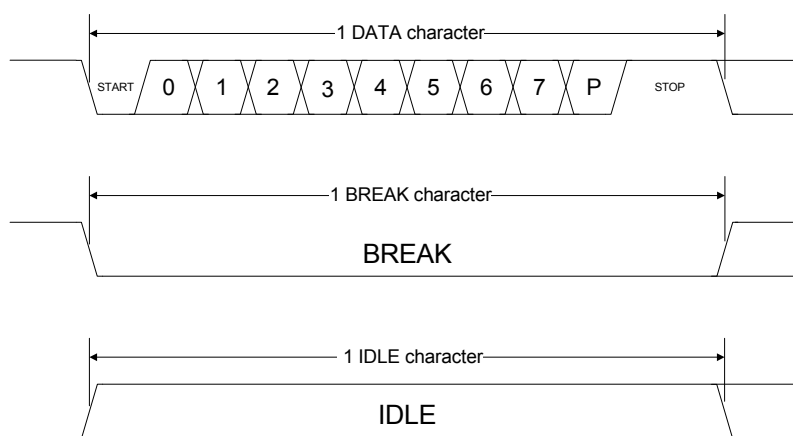 1 DATA character
START 0 1 2 3 4 5 6 7 P STOP
1 BREAK character
BREAK
1 IDLE character
IDLE